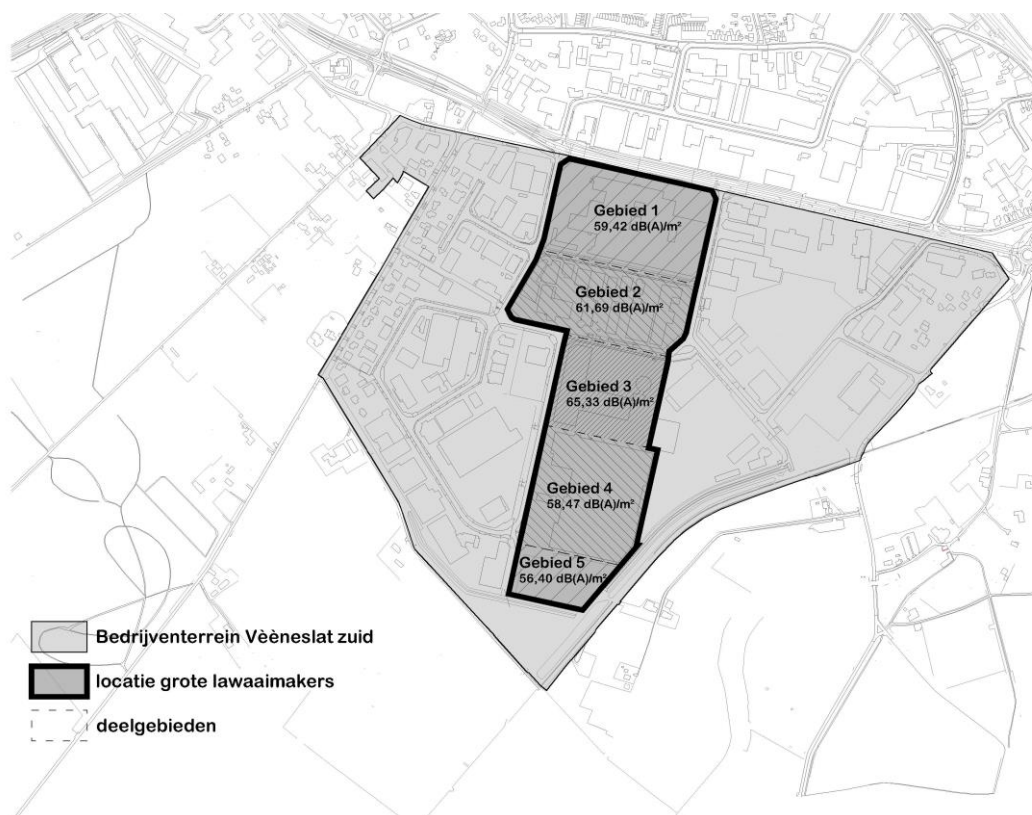 Gebied 1
59,42 dB(A)/m²
Gebied 2
61,69 dB(A)/m²
Gebied 3
65,33 dB(A)/m²
Gebied 4
58,47 dB(A)/m²
Gebied 5
56,40 dB(A)/m²
Bedrijventerrein Vèèneslat zuid
locatie grote lawaaimakers
deelgebieden